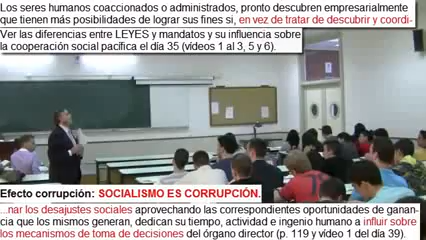 Los seres humanos coaccionados o administrados, pronto descubren empresarialmente
que tienen más posibilidades de lograr sus fines si, en vez de tratar de descubrir y coordi-
Ver las diferencias entre LEYES y mandatos y su influencia sobre
la cooperación social pacífica el día 35 (vídeos 1 al 3, 5 y 6).
Efecto corrupción: SOCIALISMO ES CORRUPCIÓN.
...nar los desajustes sociales aprovechando las correspondientes oportunidades de ganan-
cia que los mismos generan, dedican su tiempo, actividad e ingenio humano a influir sobre
los mecanismos de toma de decisiones del órgano director (p. 119 y vídeo 1 del día 39).